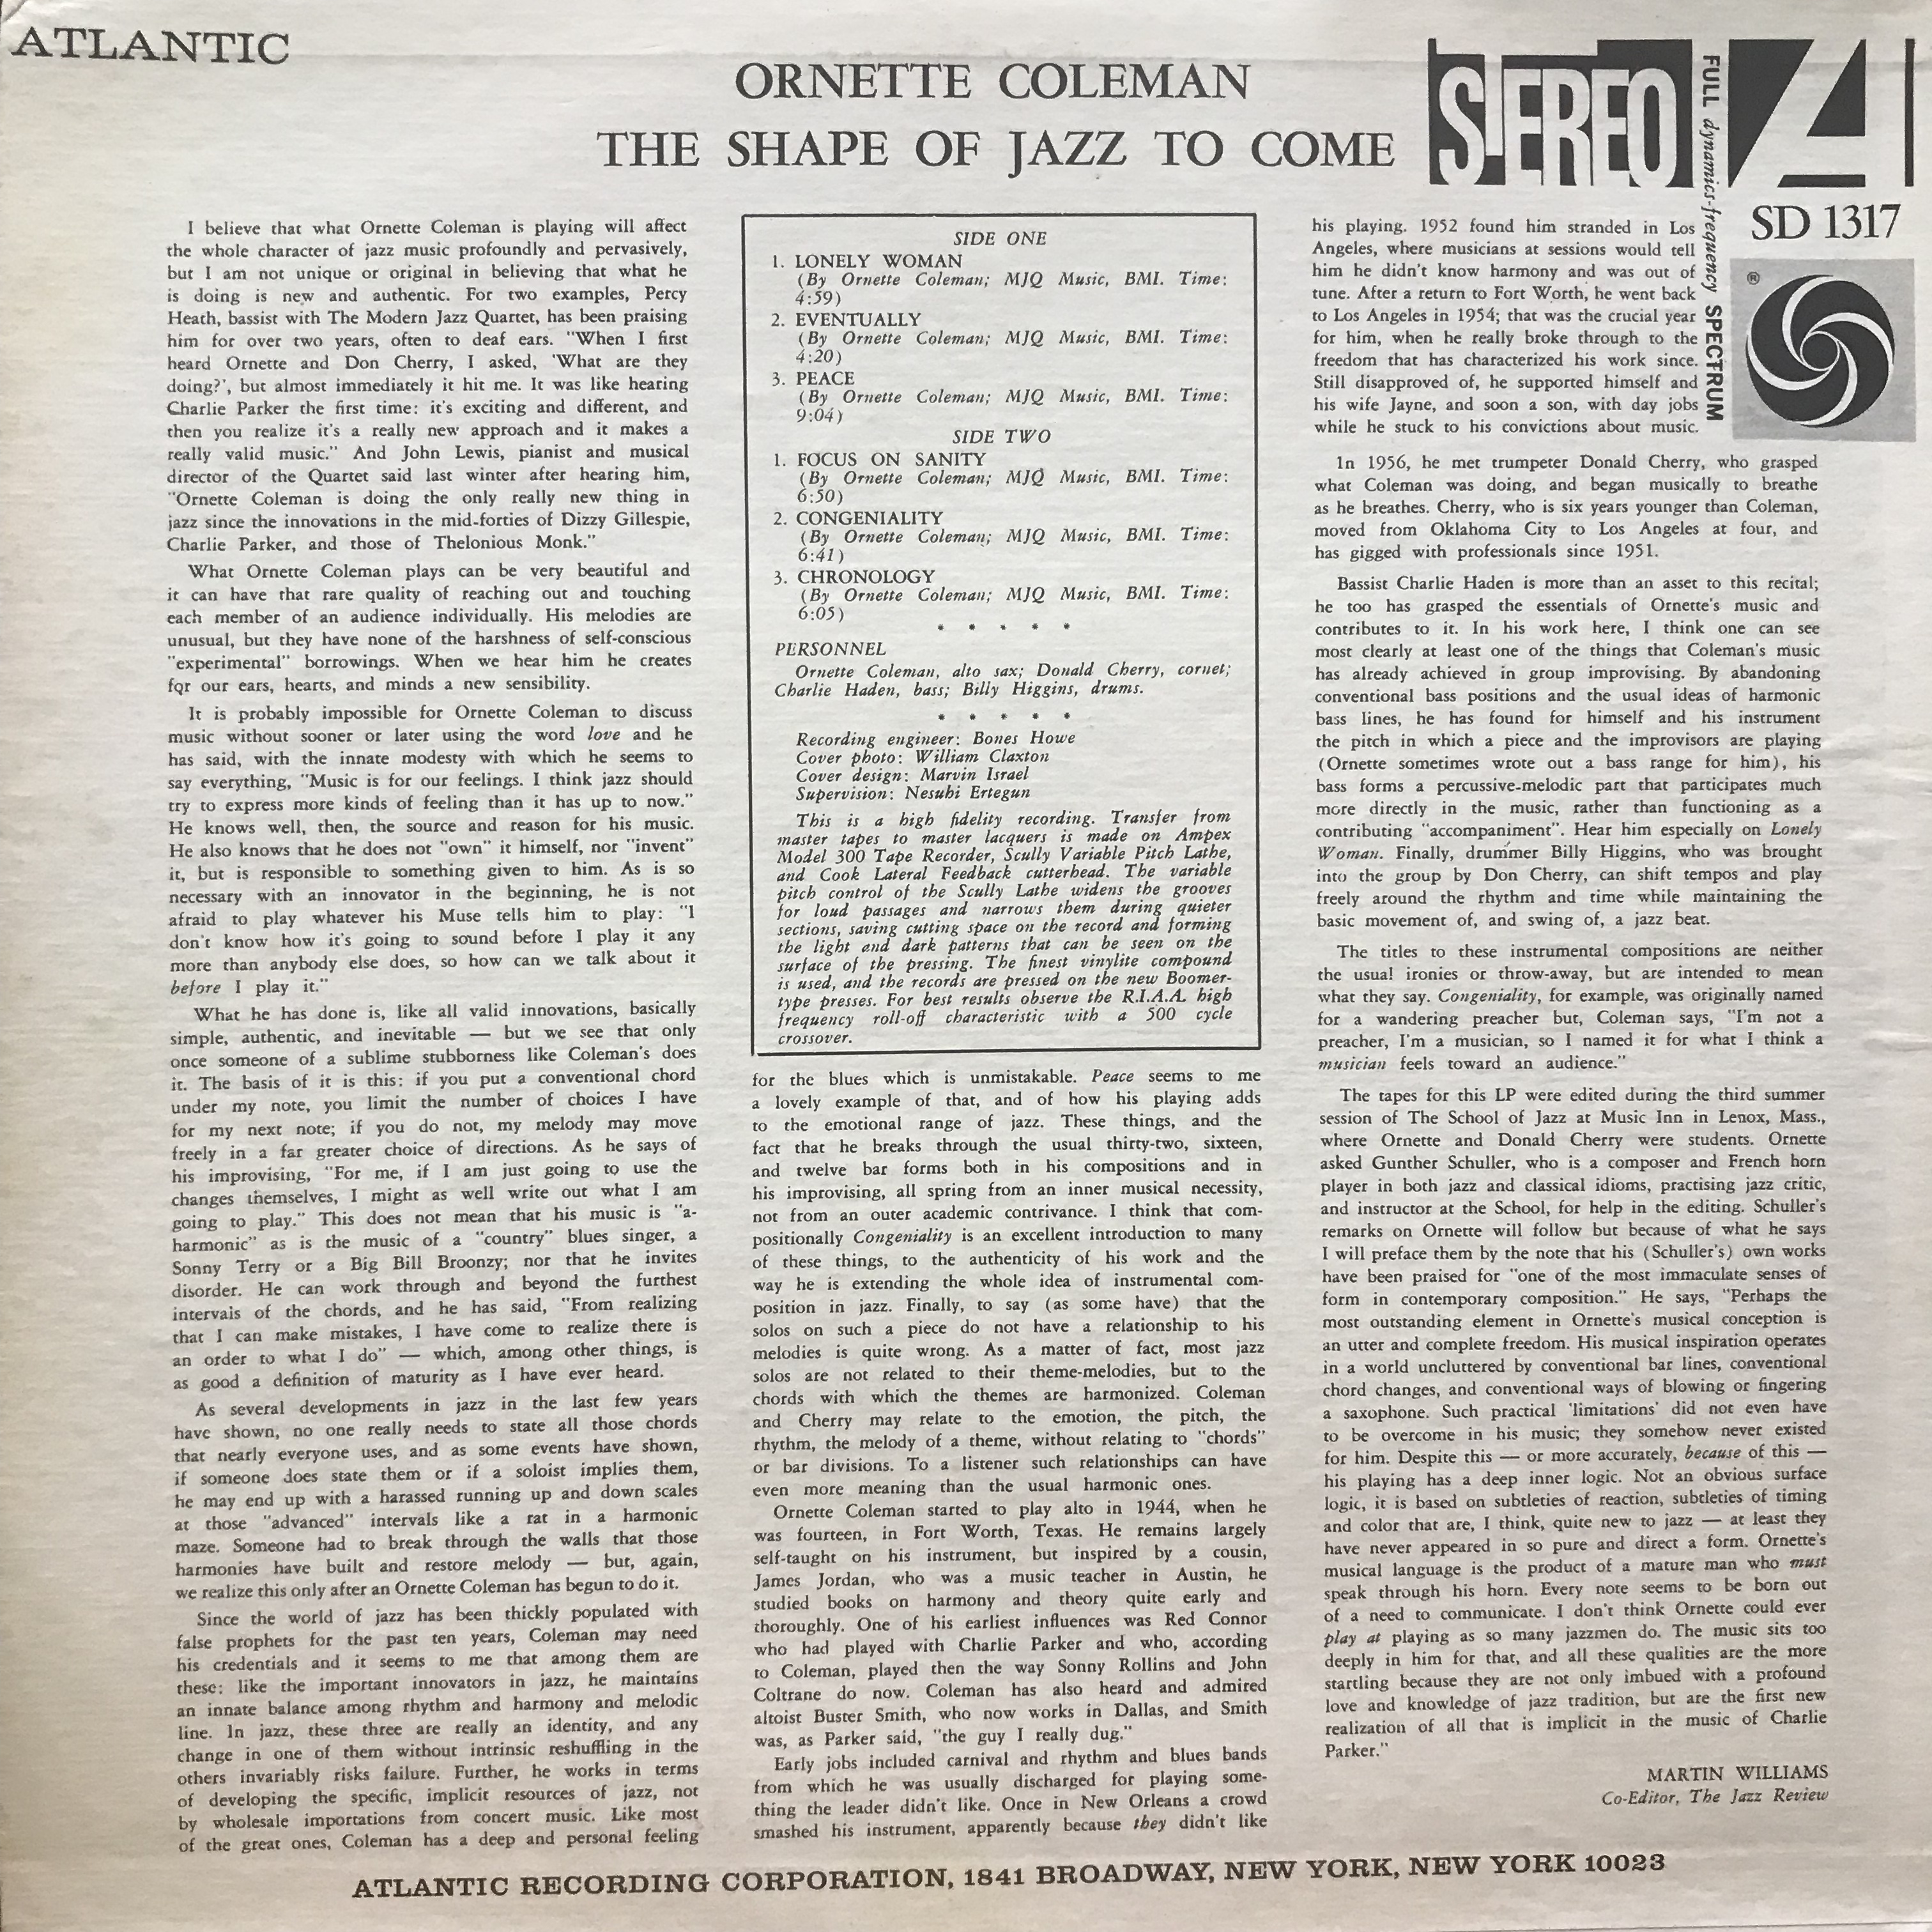 ATLANTIC
ORNETTE COLEMAN
THE SHAPE OF JAZZ TO COME
STEREO
FULL dynamics-frequency SPECTRUM
SD 1317
®
I believe that what Ornette Coleman is playing will affect
the whole character of jazz music profoundly and pervasively,
but I am not unique or original in believing that what he
is doing is new and authentic. For two examples, Percy
Heath, bassist with The Modern Jazz Quartet, has been praising
him for over two years, often to deaf ears. "When I first
heard Ornette and Don Cherry, I asked, 'What are they
doing?', but almost immediately it hit me. It was like hearing
Charlie Parker the first time: it's exciting and different, and
then you realize it's a really new approach and it makes a
really valid music." And John Lewis, pianist and musical
director of the Quartet said last winter after hearing him,
"Ornette Coleman is doing the only really new thing in
jazz since the innovations in the mid-forties of Dizzy Gillespie,
Charlie Parker, and those of Thelonious Monk."
What Ornette Coleman plays can be very beautiful and
it can have that rare quality of reaching out and touching
each member of an audience individually. His melodies are
unusual, but they have none of the harshness of self-conscious
"experimental" borrowings. When we hear him he creates
for our ears, hearts, and minds a new sensibility.
It is probably impossible for Ornette Coleman to discuss
music without sooner or later using the word love and he
has said, with the innate modesty with which he seems to
say everything, "Music is for our feelings. I think jazz should
try to express more kinds of feeling than it has up to now."
He knows well, then, the source and reason for his music.
He also knows that he does not "own" it himself, nor "invent"
it, but is responsible to something given to him. As is so
necessary with an innovator in the beginning, he is not
afraid to play whatever his Muse tells him to play: "I
don't know how it's going to sound before I play it any
more than anybody else does, so how can we talk about it
before I play it."
What he has done is, like all valid innovations, basically
simple, authentic, and inevitable — but we see that only
once someone of a sublime stubborness like Coleman's does
it. The basis of it is this: if you put a conventional chord
under my note, you limit the number of choices I have
for my next note; if you do not, my melody may move
freely in a far greater choice of directions. As he says of
his improvising, "For me, if I am just going to use the
changes themselves, I might as well write out what I am
going to play." This does not mean that his music is "a-
harmonic" as is the music of a "country" blues singer, a
Sonny Terry or a Big Bill Broonzy; nor that he invites
disorder. He can work through and beyond the furthest
intervals of the chords, and he has said, "From realizing
that I can make mistakes, I have come to realize there is
an order to what I do" — which, among other things, is
as good a definition of maturity as I have ever heard.
As several developments in jazz in the last few years
have shown, no one really needs to state all those chords
that nearly everyone uses, and as some events have shown,
if someone does state them or if a soloist implies them,
he may end up with a harassed running up and down scales
at those "advanced" intervals like a rat in a harmonic
maze. Someone had to break through the walls that those
harmonies have built and restore melody — but, again,
we realize this only after an Ornette Coleman has begun to do it.
Since the world of jazz has been thickly populated with
false prophets for the past ten years, Coleman may need
his credentials and it seems to me that among them are
these: like the important innovators in jazz, he maintains
an innate balance among rhythm and harmony and melodic
line. In jazz, these three are really an identity, and any
change in one of them without intrinsic reshuffling in the
others invariably risks failure. Further, he works in terms
of developing the specific, implicit resources of jazz, not
by wholesale importations from concert music. Like most
of the great ones, Coleman has a deep and personal feeling
SIDE ONE
1. LONELY WOMAN
(By Ornette Coleman; MJQ Music, BMI. Time:
4:59)
2. EVENTUALLY
(By Ornette Coleman; MJQ Music, BMI. Time:
4:20)
3. PEACE
(By Ornette Coleman; MJQ Music, BMI. Time:
9:04)
SIDE TWO
1. FOCUS ON SANITY
(By Ornette Coleman; MJQ Music, BMI. Time:
6:50)
2. CONGENIALITY
(By Ornette Coleman; MJQ Music, BMI. Time:
6:41)
3. CHRONOLOGY
(By Ornette Coleman; MJQ Music, BMI. Time:
6:05)
* * * * *
PERSONNEL
Ornette Coleman, alto sax; Donald Cherry, cornet;
Charlie Haden, bass; Billy Higgins, drums.
* * * * *
Recording engineer: Bones Howe
Cover photo: William Claxton
Cover design: Marvin Israel
Supervision: Nesuhi Ertegun
This is a high fidelity recording. Transfer from
master tapes to master lacquers is made on Ampex
Model 300 Tape Recorder, Scully Variable Pitch Lathe,
and Cook Lateral Feedback cutterhead. The variable
pitch control of the Scully Lathe widens the grooves
for loud passages and narrows them during quieter
sections, saving cutting space on the record and forming
the light and dark patterns that can be seen on the
surface of the pressing. The finest vinylite compound
is used, and the records are pressed on the new Boomer-
type presses. For best results observe the R.I.A.A. high
frequency roll-off characteristic with a 500 cycle
crossover.
for the blues which is unmistakable. Peace seems to me
a lovely example of that, and of how his playing adds
to the emotional range of jazz. These things, and the
fact that he breaks through the usual thirty-two, sixteen,
and twelve bar forms both in his compositions and in
his improvising, all spring from an inner musical necessity,
not from an outer academic contrivance. I think that com-
positionally Congeniality is an excellent introduction to many
of these things, to the authenticity of his work and the
way he is extending the whole idea of instrumental com-
position in jazz. Finally, to say (as some have) that the
solos on such a piece do not have a relationship to his
melodies is quite wrong. As a matter of fact, most jazz
solos are not related to their theme-melodies, but to the
chords with which the themes are harmonized. Coleman
and Cherry may relate to the emotion, the pitch, the
rhythm, the melody of a theme, without relating to "chords"
or bar divisions. To a listener such relationships can have
even more meaning than the usual harmonic ones.
Ornette Coleman started to play alto in 1944, when he
was fourteen, in Fort Worth, Texas. He remains largely
self-taught on his instrument, but inspired by a cousin,
James Jordan, who was a music teacher in Austin, he
studied books on harmony and theory quite early and
thoroughly. One of his earliest influences was Red Connor
who had played with Charlie Parker and who, according
to Coleman, played then the way Sonny Rollins and John
Coltrane do now. Coleman has also heard and admired
altoist Buster Smith, who now works in Dallas, and Smith
was, as Parker said, "the guy I really dug."
Early jobs included carnival and rhythm and blues bands
from which he was usually discharged for playing some-
thing the leader didn't like. Once in New Orleans a crowd
smashed his instrument, apparently because they didn't like
his playing. 1952 found him stranded in Los
Angeles, where musicians at sessions would tell
him he didn't know harmony and was out of
tune. After a return to Fort Worth, he went back
to Los Angeles in 1954; that was the crucial year
for him, when he really broke through to the
freedom that has characterized his work since.
Still disapproved of, he supported himself and
his wife Jayne, and soon a son, with day jobs
while he stuck to his convictions about music.
In 1956, he met trumpeter Donald Cherry, who grasped
what Coleman was doing, and began musically to breathe
as he breathes. Cherry, who is six years younger than Coleman,
moved from Oklahoma City to Los Angeles at four, and
has gigged with professionals since 1951.
Bassist Charlie Haden is more than an asset to this recital;
he too has grasped the essentials of Ornette's music and
contributes to it. In his work here, I think one can see
most clearly at least one of the things that Coleman's music
has already achieved in group improvising. By abandoning
conventional bass positions and the usual ideas of harmonic
bass lines, he has found for himself and his instrument
the pitch in which a piece and the improvisors are playing
(Ornette sometimes wrote out a bass range for him), his
bass forms a percussive-melodic part that participates much
more directly in the music, rather than functioning as a
contributing "accompaniment". Hear him especially on Lonely
Woman. Finally, drummer Billy Higgins, who was brought
into the group by Don Cherry, can shift tempos and play
freely around the rhythm and time while maintaining the
basic movement of, and swing of, a jazz beat.
The titles to these instrumental compositions are neither
the usual ironies or throw-away, but are intended to mean
what they say. Congeniality, for example, was originally named
for a wandering preacher but, Coleman says, "I'm not a
preacher, I'm a musician, so I named it for what I think a
musician feels toward an audience."
The tapes for this LP were edited during the third summer
session of The School of Jazz at Music Inn in Lenox, Mass.,
where Ornette and Donald Cherry were students. Ornette
asked Gunther Schuller, who is a composer and French horn
player in both jazz and classical idioms, practising jazz critic,
and instructor at the School, for help in the editing. Schuller's
remarks on Ornette will follow but because of what he says
I will preface them by the note that his (Schuller's) own works
have been praised for "one of the most immaculate senses of
form in contemporary composition." He says, "Perhaps the
most outstanding element in Ornette's musical conception is
an utter and complete freedom. His musical inspiration operates
in a world uncluttered by conventional bar lines, conventional
chord changes, and conventional ways of blowing or fingering
a saxophone. Such practical 'limitations' did not even have
to be overcome in his music; they somehow never existed
for him. Despite this — or more accurately, because of this —
his playing has a deep inner logic. Not an obvious surface
logic, it is based on subtleties of reaction, subtleties of timing
and color that are, I think, quite new to jazz — at least they
have never appeared in so pure and direct a form. Ornette's
musical language is the product of a mature man who must
speak through his horn. Every note seems to be born out
of a need to communicate. I don't think Ornette could ever
play at playing as so many jazzmen do. The music sits too
deeply in him for that, and all these qualities are the more
startling because they are not only imbued with a profound
love and knowledge of jazz tradition, but are the first new
realization of all that is implicit in the music of Charlie
Parker."
MARTIN WILLIAMS
Co-Editor, The Jazz Review
ATLANTIC RECORDING CORPORATION, 1841 BROADWAY, NEW YORK, NEW YORK 10023